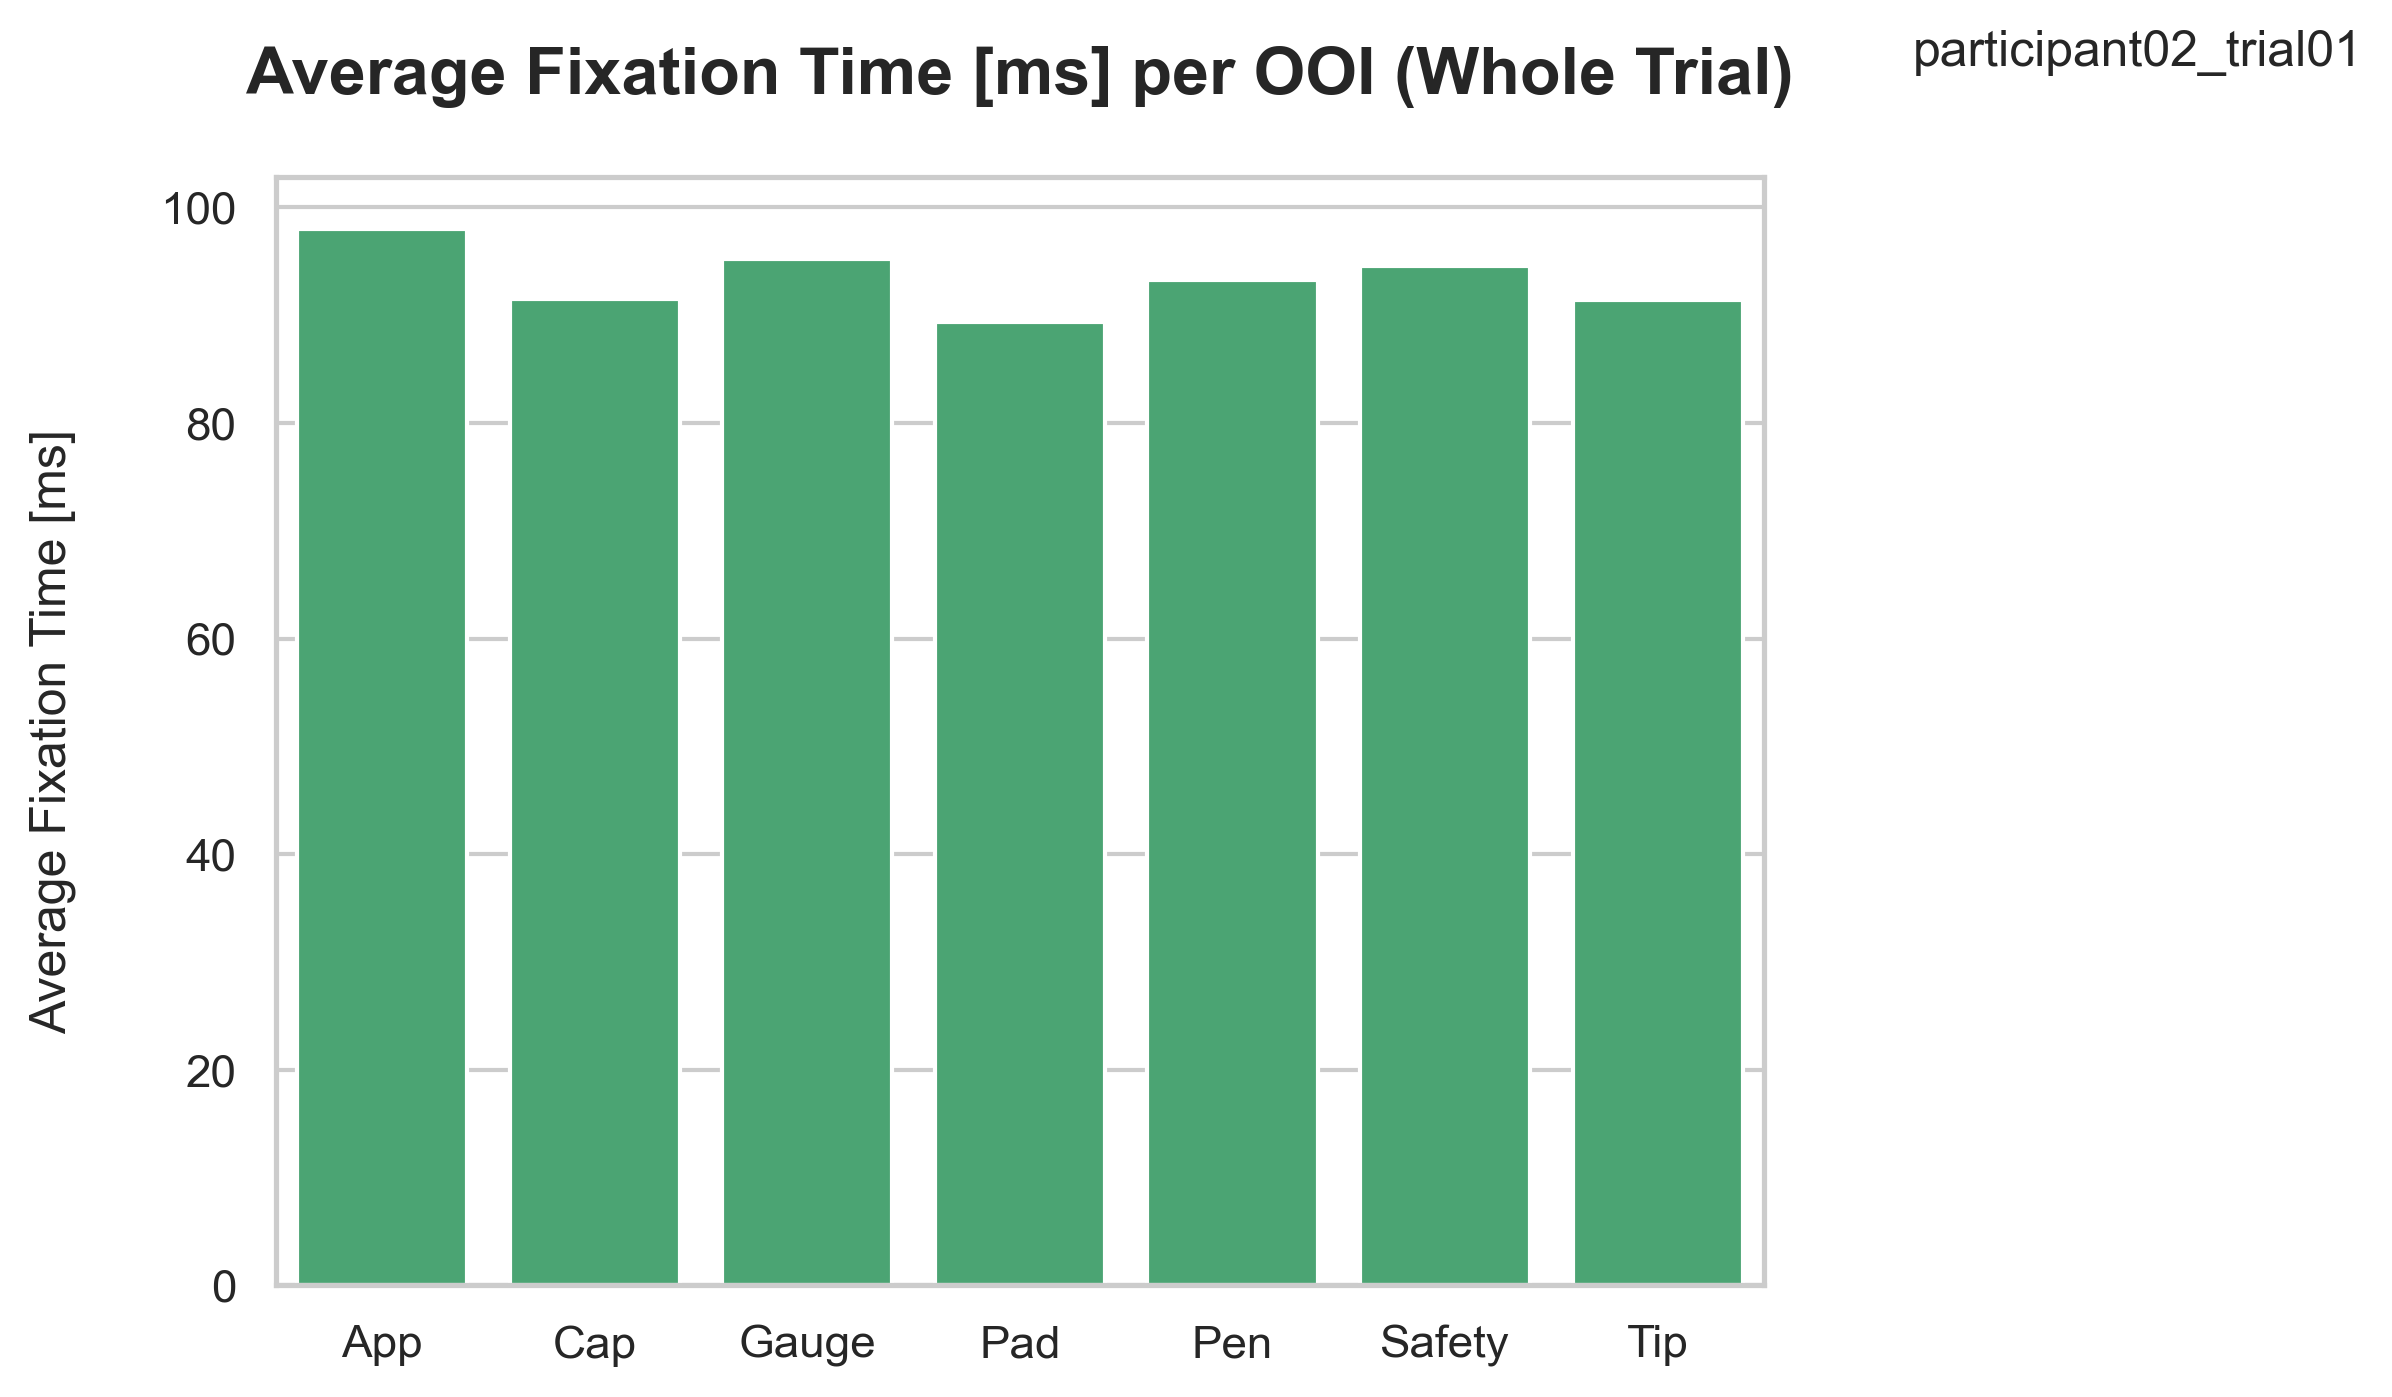 participant02_trial01
Average Fixation Time [ms] per OOI (Whole Trial)
Average Fixation Time [ms]
100
80
60
40
20
0
App Cap Gauge Pad Pen Safety Tip